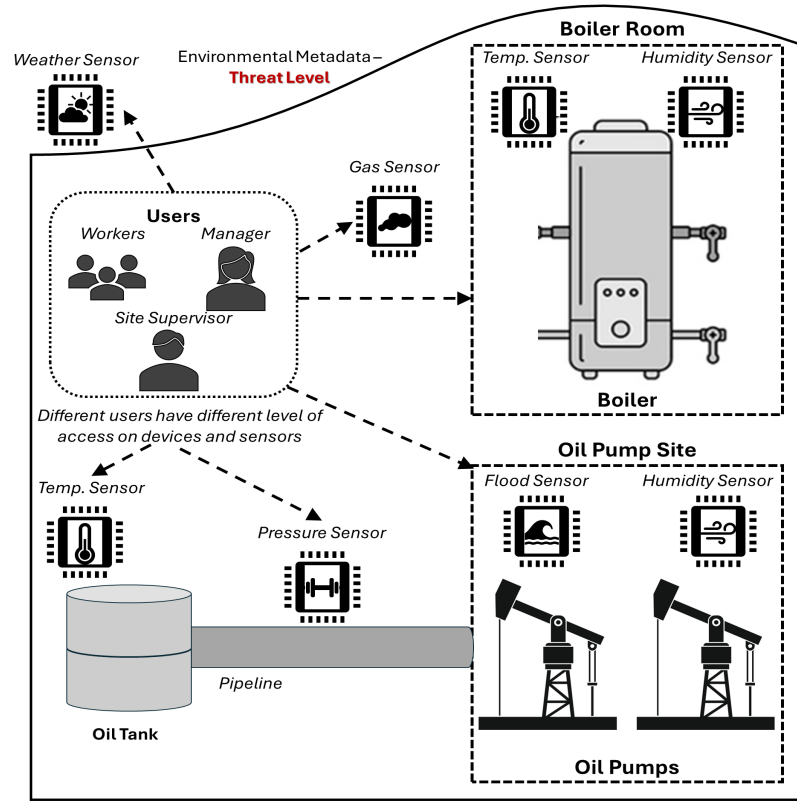 Boiler Room
Weather Sensor
Environmental Metadata –
Threat Level
Temp. Sensor
Humidity Sensor
Gas Sensor
Users
Workers
Manager
Site Supervisor
Boiler
Different users have different level of
access on devices and sensors
Oil Pump Site
Temp. Sensor
Flood Sensor
Humidity Sensor
Pressure Sensor
Pipeline
Oil Tank
Oil Pumps